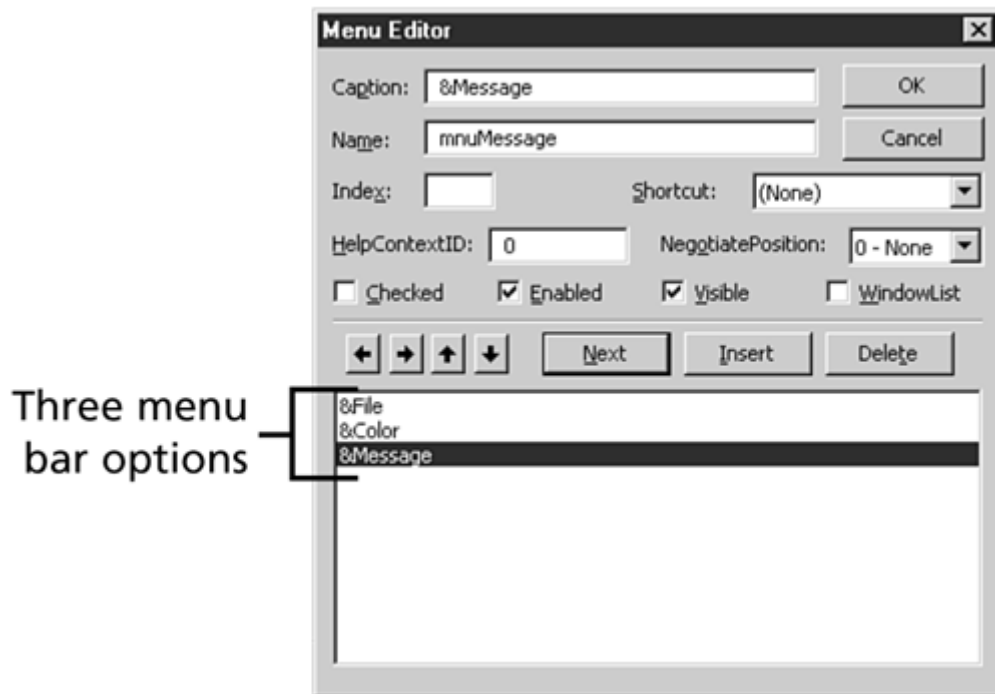 Menu Editor
Caption: &Message OK
Name: mnuMessage Cancel
Index: Shortcut: (None)
HelpContextID: 0 NegotiatePosition: 0 - None
Checked Enabled Visible WindowList
Next Insert Delete
Three menu
bar options
&File
&Color
&Message